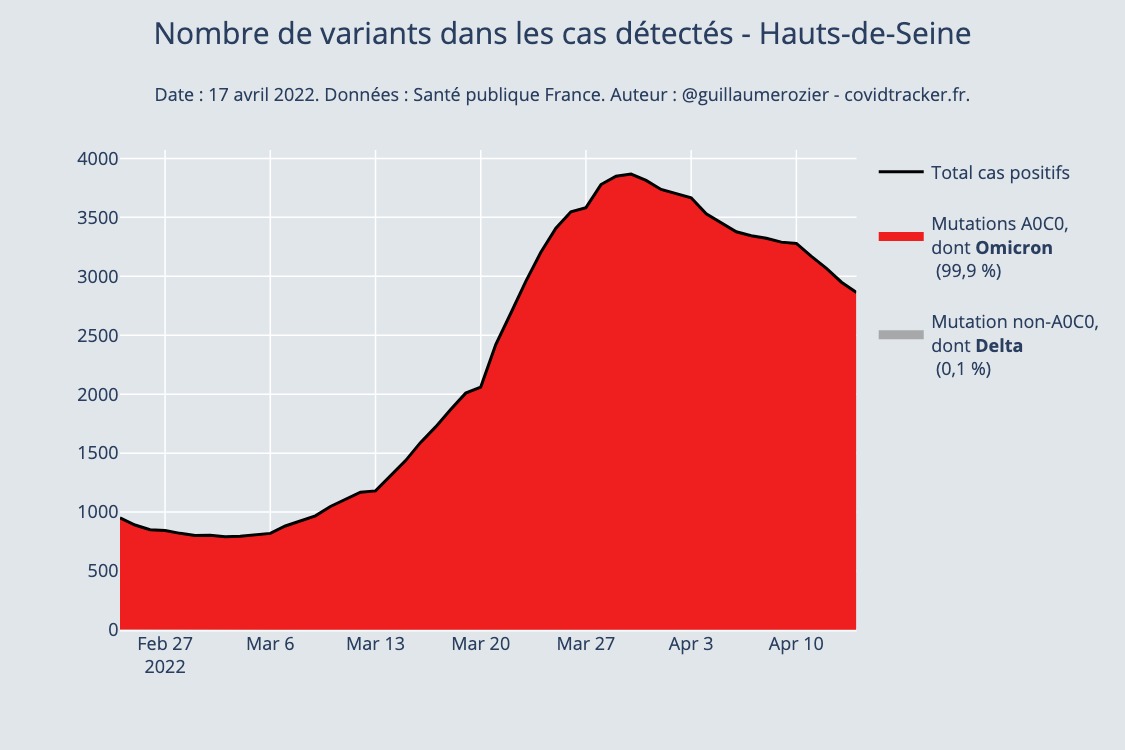 Nombre de variants dans les cas détectés - Hauts-de-Seine
Date : 17 avril 2022. Données : Santé publique France. Auteur : @guillaumerozier - covidtracker.fr.
4000
3500
3000
2500
2000
1500
1000
500
0
Feb 27
2022
Mar 6
Mar 13
Mar 20
Mar 27
Apr 3
Apr 10
Total cas positifs
Mutations A0C0,
dont Omicron
(99,9 %)
Mutation non-A0C0,
dont Delta
(0,1 %)